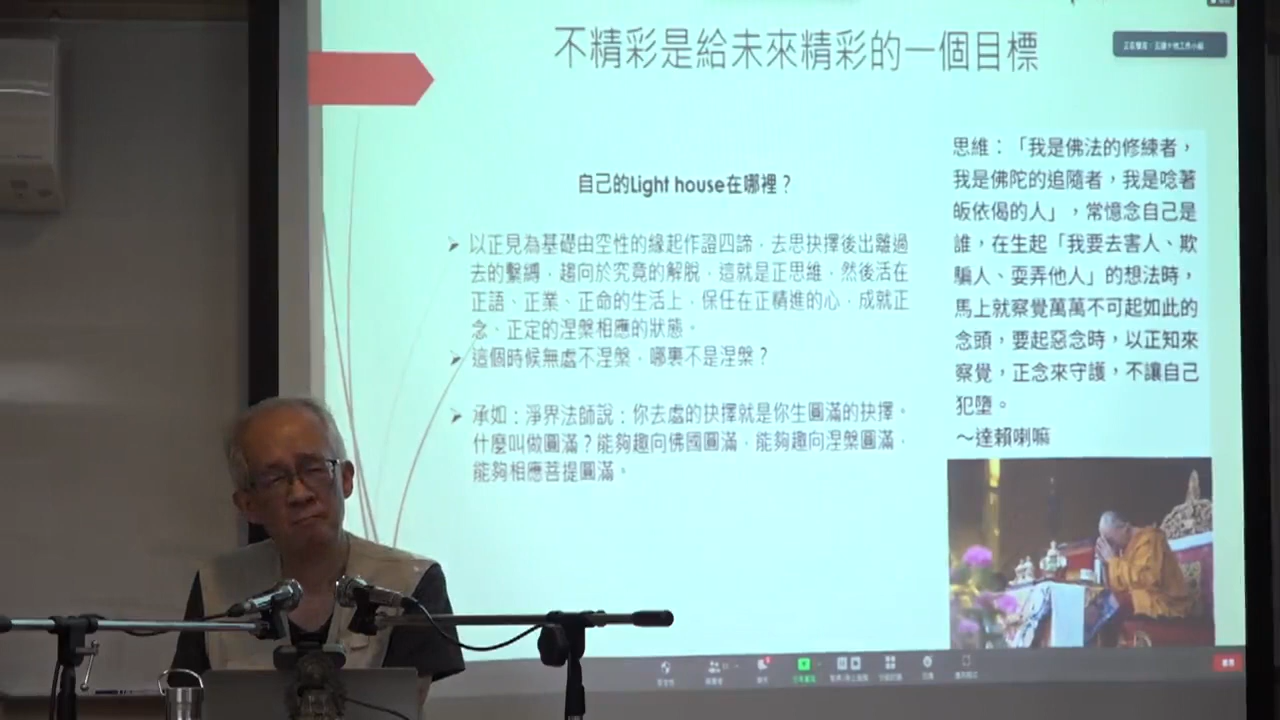 不精彩是給未來精彩的一個目標
自己的Light house在哪裡？
以正見為基礎由空性的緣起作證四諦，去思抉擇後出離過
去的繫縛，趨向於究竟的解脫，這就是正思維，然後活在
正語、正業、正命的生活上，保任在正精進的心，成就正
念、正定的涅槃相應的狀態。
這個時候無處不涅槃，哪裏不是涅槃？
承如：淨界法師說：你去處的抉擇就是你生圓滿的抉擇。
什麼叫做圓滿？能夠趣向佛國圓滿，能夠趣向涅槃圓滿，
能夠相應菩提圓滿。
思維：「我是佛法的修練者，
我是佛陀的追隨者，我是唸著
皈依偈的人」，常憶念自己是
誰，在生起「我要去害人、欺
騙人、耍弄他人」的想法時，
馬上就察覺萬萬不可起如此的
念頭，要起惡念時，以正知來
察覺，正念來守護，不讓自己
犯墮。
～達賴喇嘛